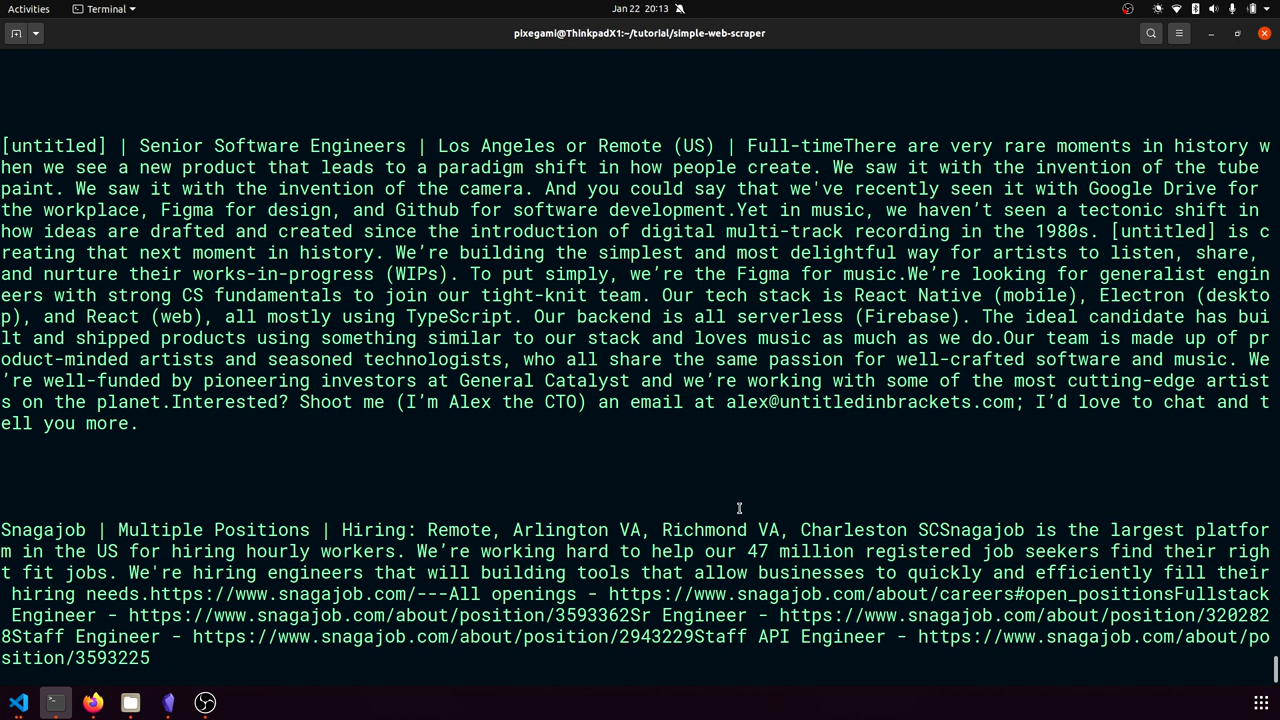 Activities
Terminal
Jan 22 20:13
pixegami@ThinkpadX1:~/tutorial/simple-web-scraper
[untitled] | Senior Software Engineers | Los Angeles or Remote (US) | Full-timeThere are very rare moments in history w
hen we see a new product that leads to a paradigm shift in how people create. We saw it with the invention of the tube
paint. We saw it with the invention of the camera. And you could say that we've recently seen it with Google Drive for
the workplace, Figma for design, and Github for software development.Yet in music, we haven’t seen a tectonic shift in
how ideas are drafted and created since the introduction of digital multi-track recording in the 1980s. [untitled] is c
reating that next moment in history. We’re building the simplest and most delightful way for artists to listen, share,
and nurture their works-in-progress (WIPs). To put simply, we’re the Figma for music.We’re looking for generalist engin
eers with strong CS fundamentals to join our tight-knit team. Our tech stack is React Native (mobile), Electron (deskto
p), and React (web), all mostly using TypeScript. Our backend is all serverless (Firebase). The ideal candidate has bui
lt and shipped products using something similar to our stack and loves music as much as we do.Our team is made up of pr
oduct-minded artists and seasoned technologists, who all share the same passion for well-crafted software and music. We
’re well-funded by pioneering investors at General Catalyst and we’re working with some of the most cutting-edge artist
s on the planet.Interested? Shoot me (I’m Alex the CTO) an email at alex@untitledinbrackets.com; I’d love to chat and t
ell you more.
Snagajob | Multiple Positions | Hiring: Remote, Arlington VA, Richmond VA, Charleston SCSnagajob is the largest platfor
m in the US for hiring hourly workers. We’re working hard to help our 47 million registered job seekers find their righ
t fit jobs. We're hiring engineers that will building tools that allow businesses to quickly and efficiently fill their
hiring needs.https://www.snagajob.com/---All openings - https://www.snagajob.com/about/careers#open_positionsFullstack
Engineer - https://www.snagajob.com/about/position/3593362Sr Engineer - https://www.snagajob.com/about/position/320282
8Staff Engineer - https://www.snagajob.com/about/position/2943229Staff API Engineer - https://www.snagajob.com/about/po
sition/3593225